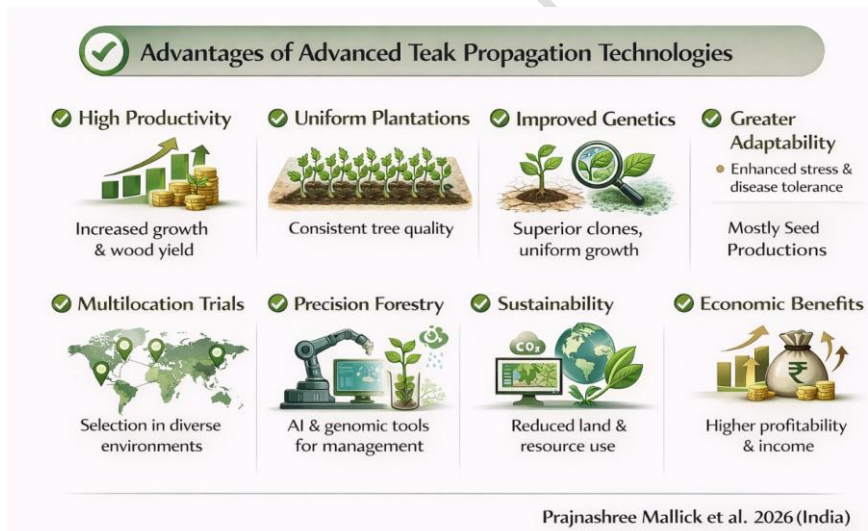 Advantages of Advanced Teak Propagation Technologies
High Productivity
Increased growth
& wood yield
Uniform Plantations
Consistent tree quality
Improved Genetics
Superior clones,
uniform growth
Greater
Adaptability
Enhanced stress &
disease tolerance
Mostly Seed
Productions
Multilocation Trials
Selection in diverse
environments
Precision Forestry
AI & genomic tools
for management
Sustainability
COₓ
Reduced land &
resource use
Economic Benefits
₹
Higher profitability
& income
Prajnashree Mallick et al. 2026 (India)